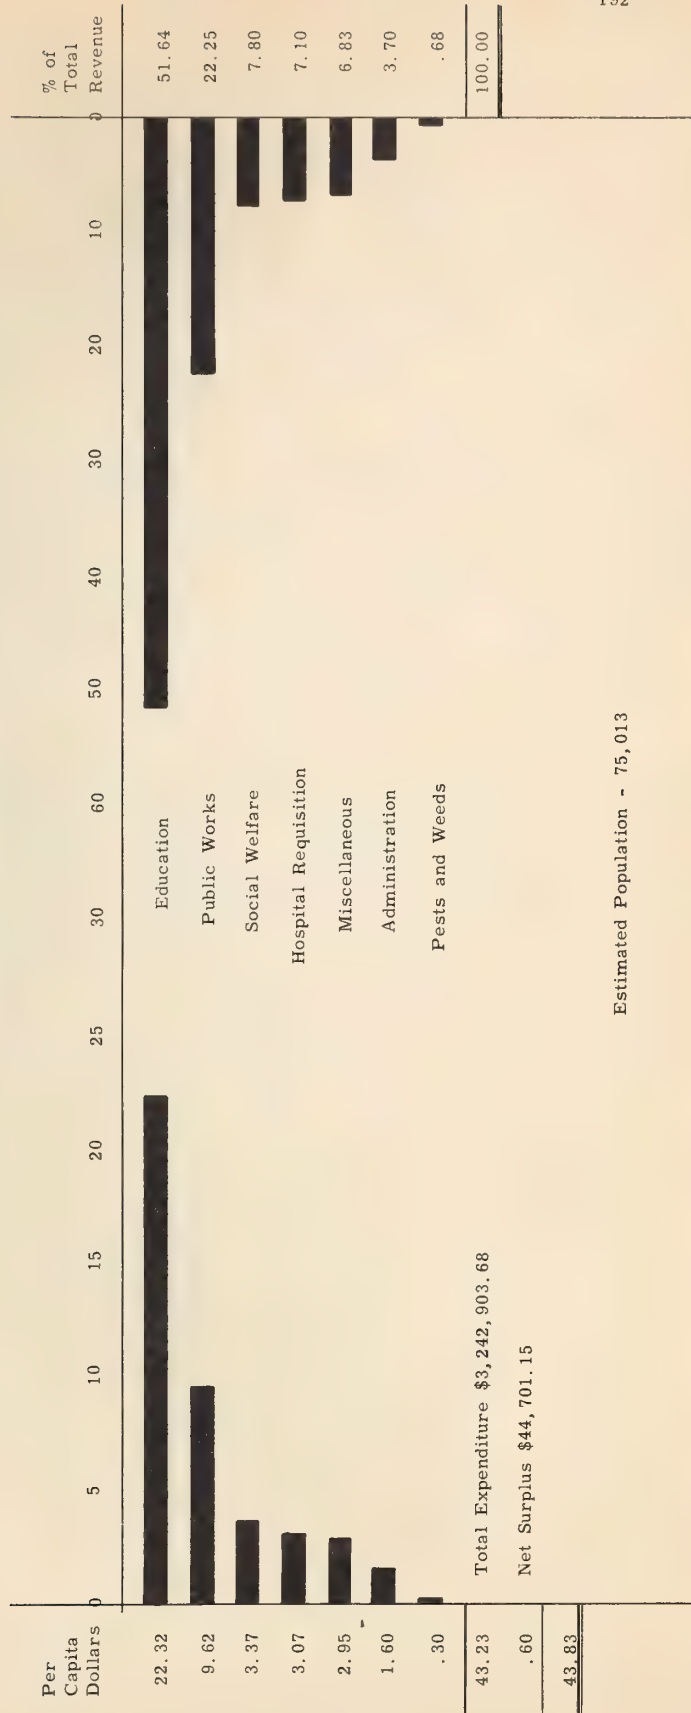 Per % of
Capita Total
Dollars 0 5 10 15 20 25 30 60 50 40 30 20 10 0 Revenue
22.32 Education 51.64
9.62 Public Works 22.25
3.37 Social Welfare 7.80
3.07 Hospital Requisition 7.10
2.95 Miscellaneous 6.83
1.60 Administration 3.70
.30 Pests and Weeds .68
43.23 Total Expenditure $3,242,903.68 100.00
.60 Net Surplus $44,701.15
43.83
Estimated Population - 75,013